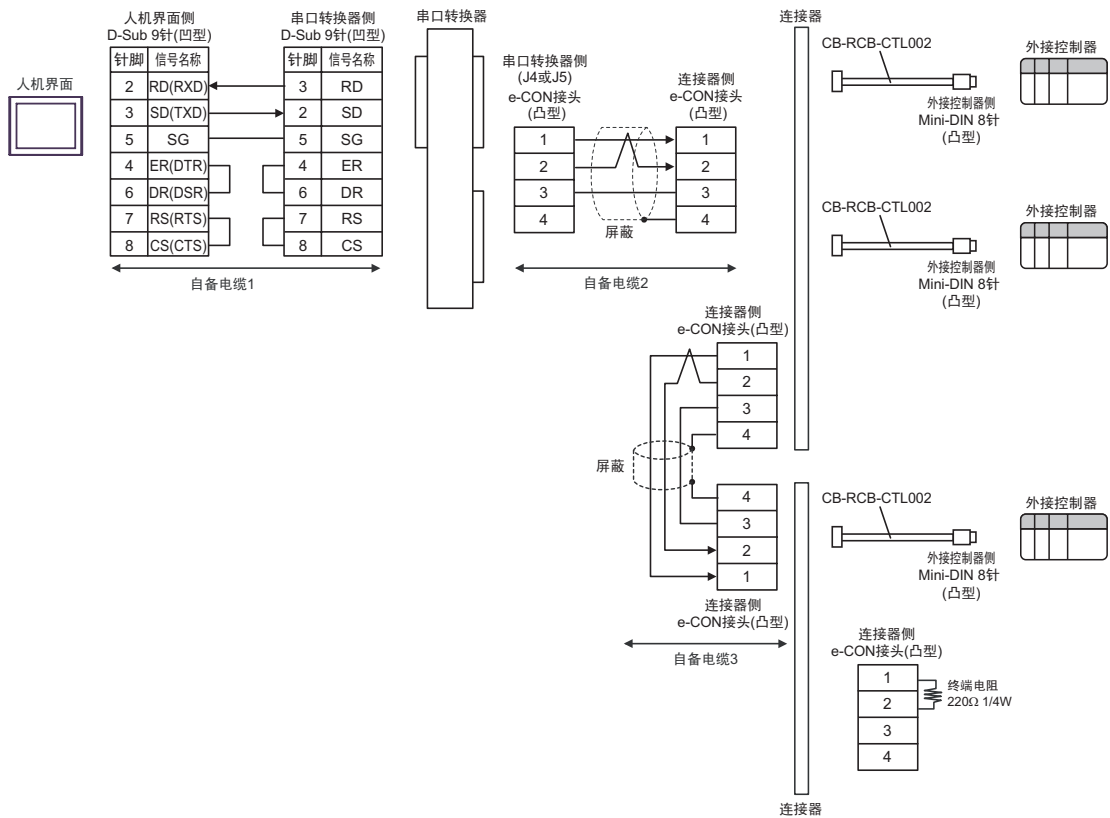 人机界面
人机界面侧
D-Sub 9针(凹型)
针脚 信号名称
2 RD(RXD)
3 SD(TXD)
5 SG
4 ER(DTR)
6 DR(DSR)
7 RS(RTS)
8 CS(CTS)
串口转换器侧
D-Sub 9针(凹型)
针脚 信号名称
3 RD
2 SD
5 SG
4 ER
6 DR
7 RS
8 CS
自备电缆1
串口转换器
串口转换器侧
(J4或J5)
e-CON接头
(凸型)
1
2
3
4
屏蔽
连接器侧
e-CON接头
(凸型)
1
2
3
4
自备电缆2
连接器
CB-RCB-CTL002
外接控制器侧
Mini-DIN 8针
(凸型)
外接控制器
CB-RCB-CTL002
外接控制器侧
Mini-DIN 8针
(凸型)
外接控制器
连接器侧
e-CON接头(凸型)
1
2
3
4
屏蔽
4
3
2
1
连接器侧
e-CON接头(凸型)
自备电缆3
CB-RCB-CTL002
外接控制器侧
Mini-DIN 8针
(凸型)
外接控制器
连接器侧
e-CON接头(凸型)
1
2
3
4
终端电阻
220Ω 1/4W
连接器